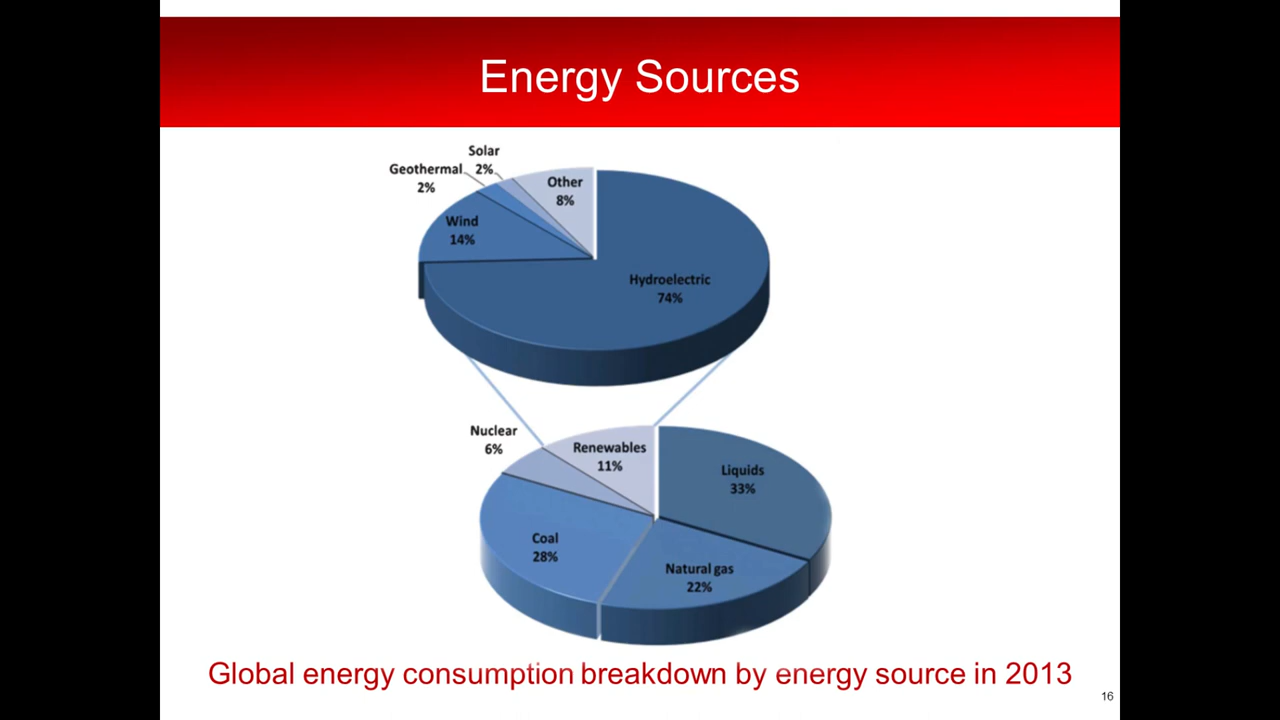 Energy Sources
Solar
2%
Geothermal
2%
Other
8%
Wind
14%
Hydroelectric
74%
Nuclear
6%
Renewables
11%
Liquids
33%
Coal
28%
Natural gas
22%
Global energy consumption breakdown by energy source in 2013
16